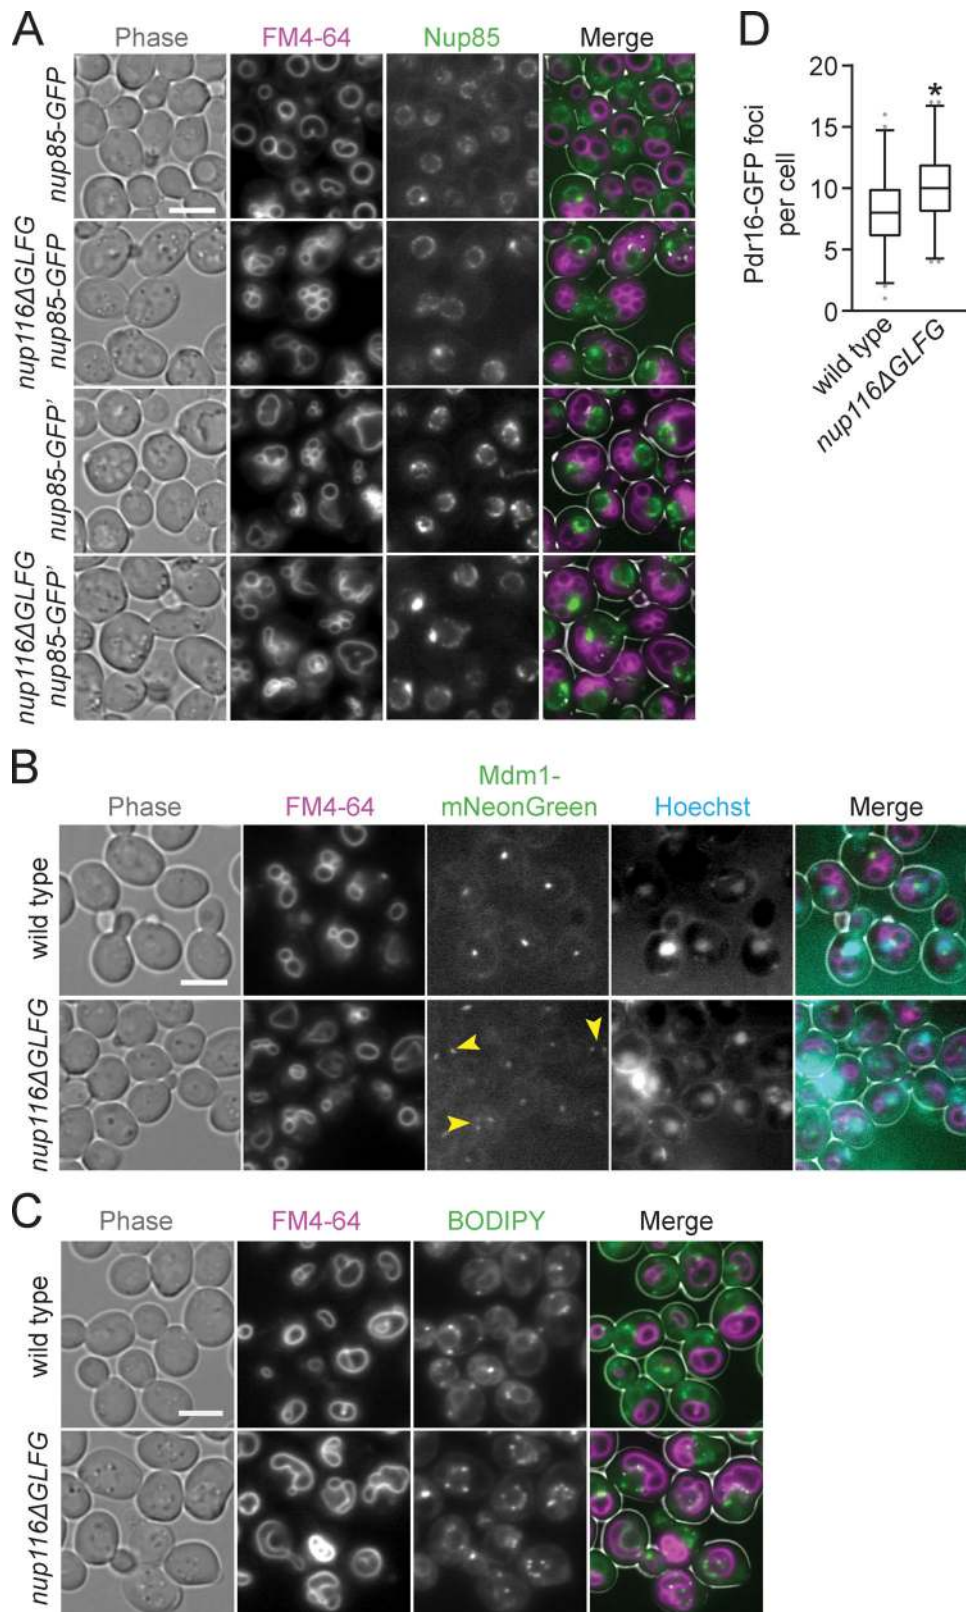 A
Phase FM4-64 Nup85 Merge
nup85-GFP
nup116ΔGLFG
nup85-GFP
nup85-GFP'
nup116ΔGLFG
nup85-GFP'
D
Pdr16-GFP foci
per cell
20
15
10
5
0
*
wild type
nup116ΔGLFG
B
Phase FM4-64 Mdm1-
mNeonGreen Hoechst Merge
wild type
nup116ΔGLFG
C
Phase FM4-64 BODIPY Merge
wild type
nup116ΔGLFG